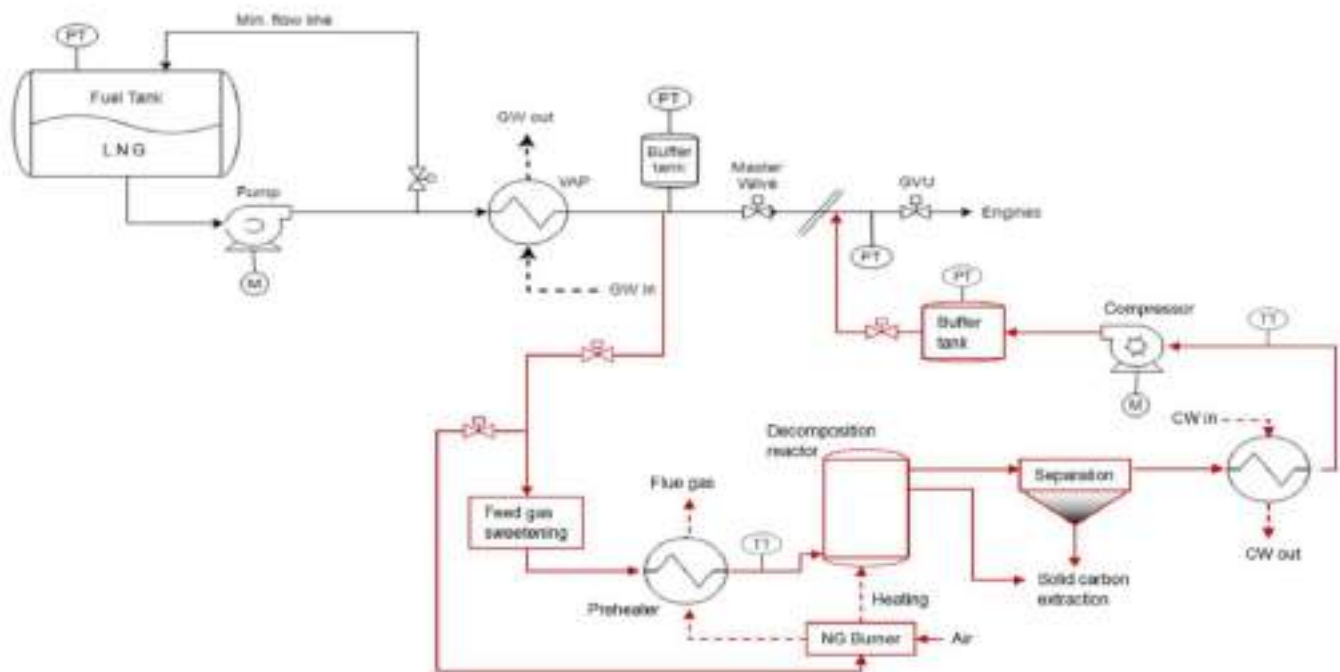 Min. flow line
PT
Fuel Tank
LNG
Pump
M
GW out
VAP
GW in
PT
Buffer
tank
Master
Valve
GVU
Engines
PT
PT
Buffer
tank
Compressor
M
TT
CW in
CW out
Decomposition
reactor
Separation
Solid carbon
extraction
Feed gas
sweetening
Flue gas
Preheater
TT
Heating
NG Burner
Air